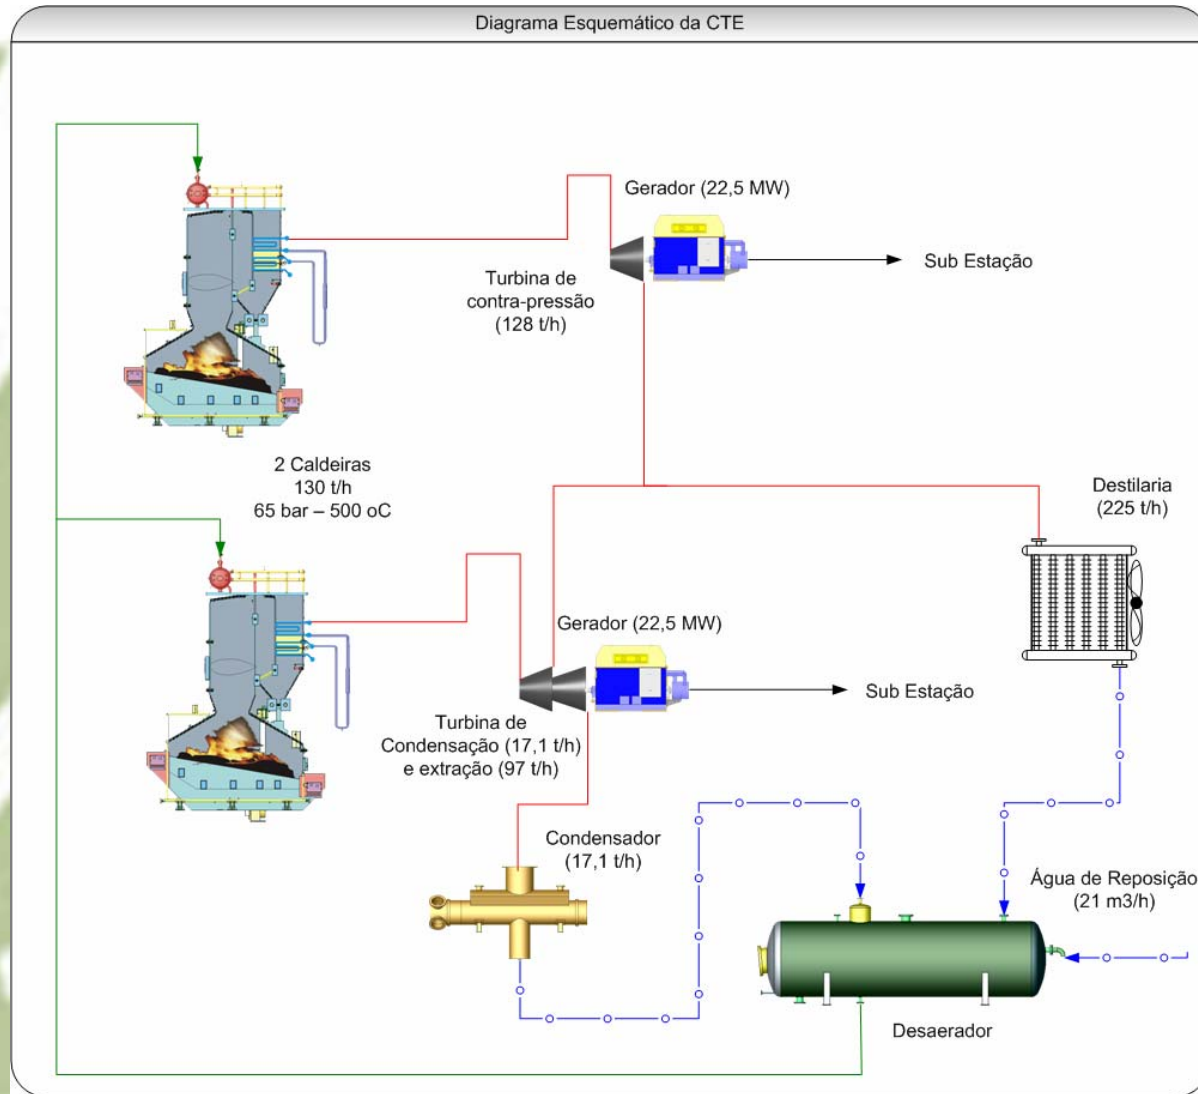 Diagrama Esquemático da CTE
Gerador (22,5 MW)
Sub Estação
Turbina de
contra-pressão
(128 t/h)
2 Caldeiras
130 t/h
65 bar – 500 oC
Destilaria
(225 t/h)
Gerador (22,5 MW)
Sub Estação
Turbina de
Condensação (17,1 t/h)
e extração (97 t/h)
Condensador
(17,1 t/h)
Água de Reposição
(21 m3/h)
Desaerador